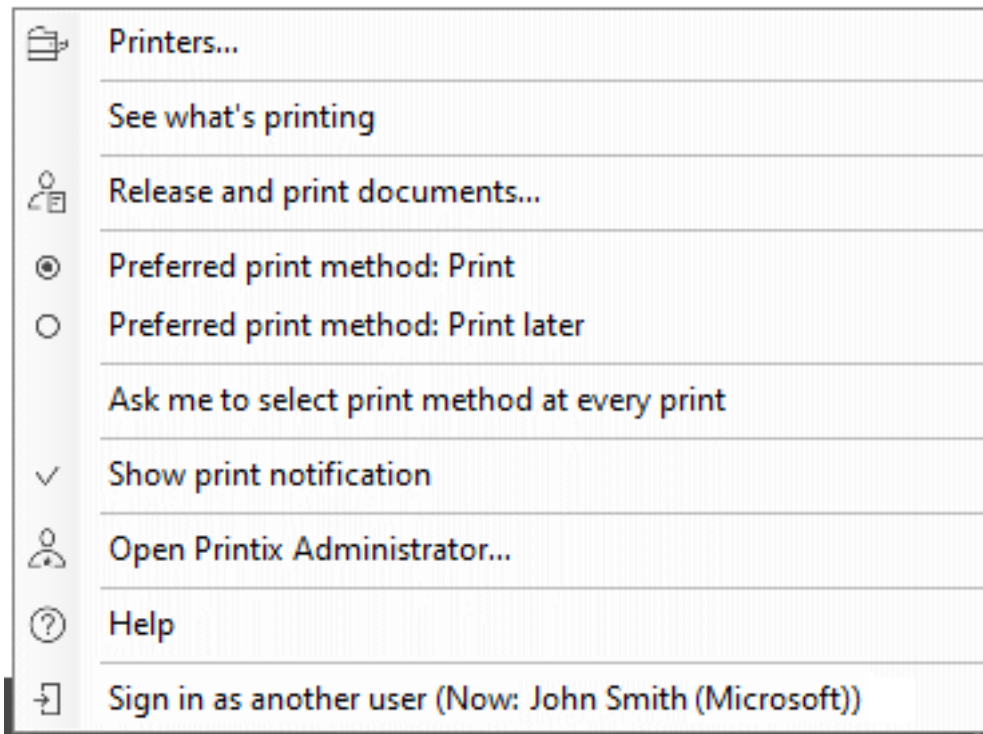 Printers...
See what's printing
Release and print documents...
Preferred print method: Print
Preferred print method: Print later
Ask me to select print method at every print
Show print notification
Open Printix Administrator...
Help
Sign in as another user (Now: John Smith (Microsoft))